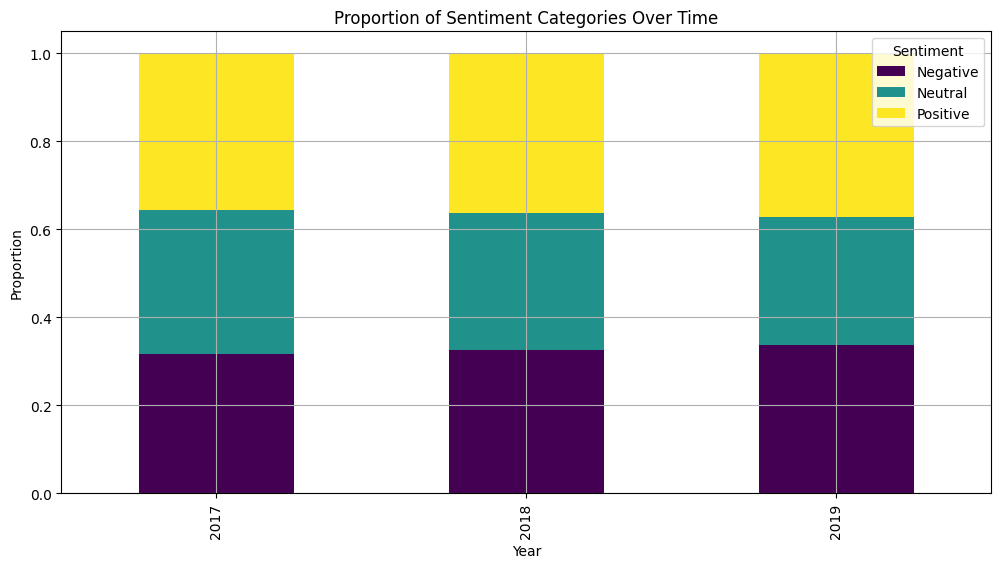 Proportion of Sentiment Categories Over Time
Sentiment
Negative
Neutral
Positive
1.0
0.8
0.6
0.4
0.2
0.0
Proportion
2017
2018
2019
Year